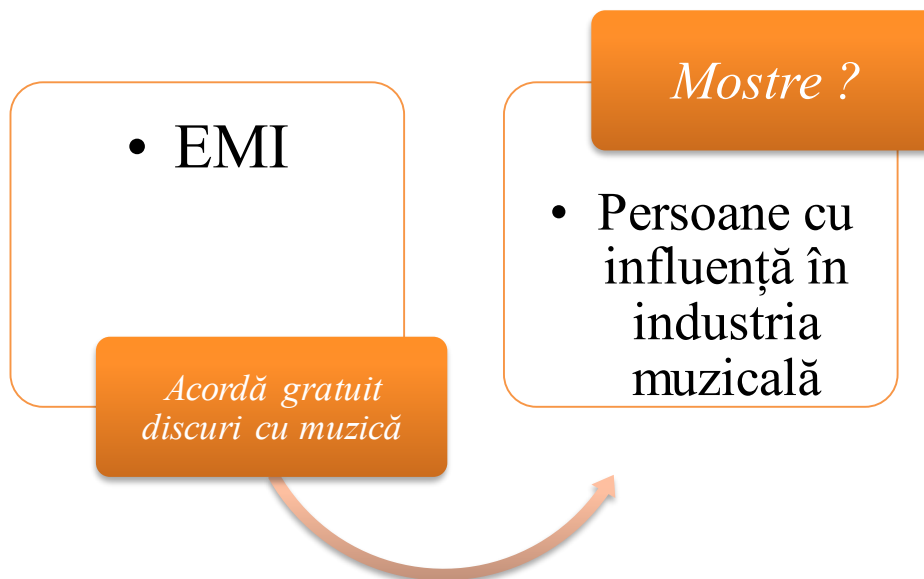 • EMI
Acordă gratuit
discuri cu muzică
Mostre ?
• Persoane cu
influență în
industria
muzicală